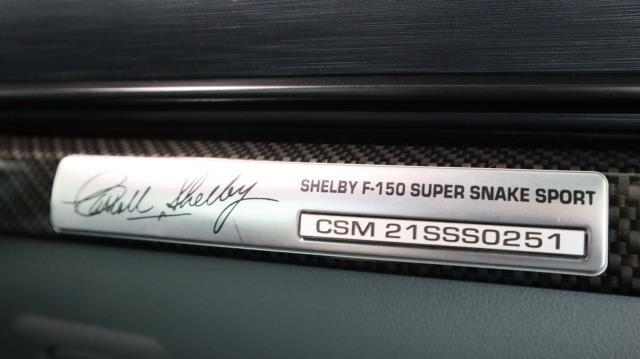 Carroll Shelby
SHELBY F-150 SUPER SNAKE SPORT
CSM 21SSS0251